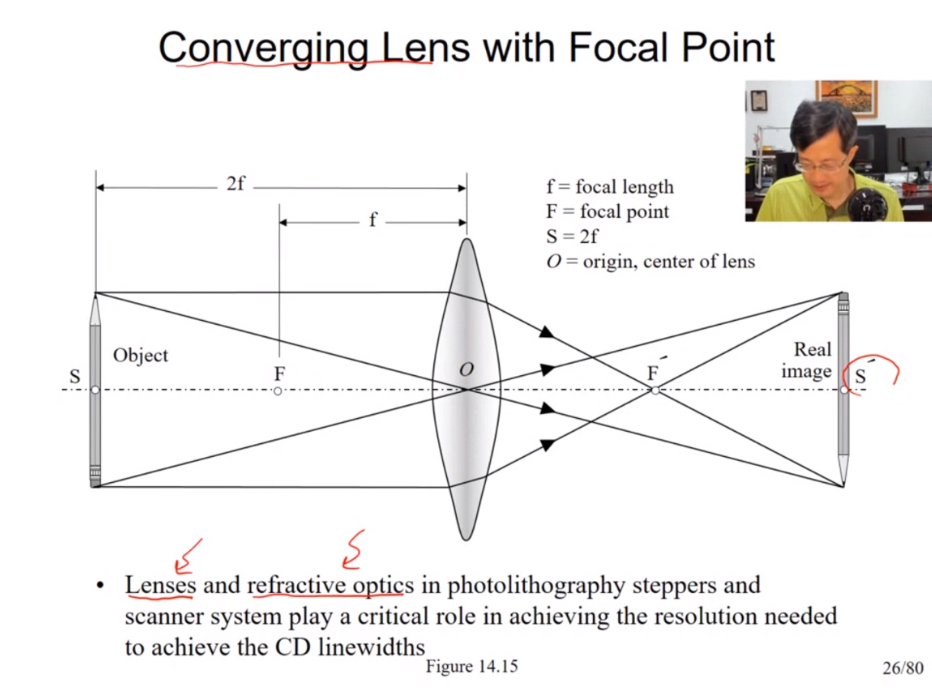 Converging Lens with Focal Point
2f
f
f = focal length
F = focal point
S = 2f
O = origin, center of lens
Object
S
F
O
F´
Real
image
S´
• Lenses and refractive optics in photolithography steppers and
scanner system play a critical role in achieving the resolution needed
to achieve the CD linewidths
Figure 14.15
26/80